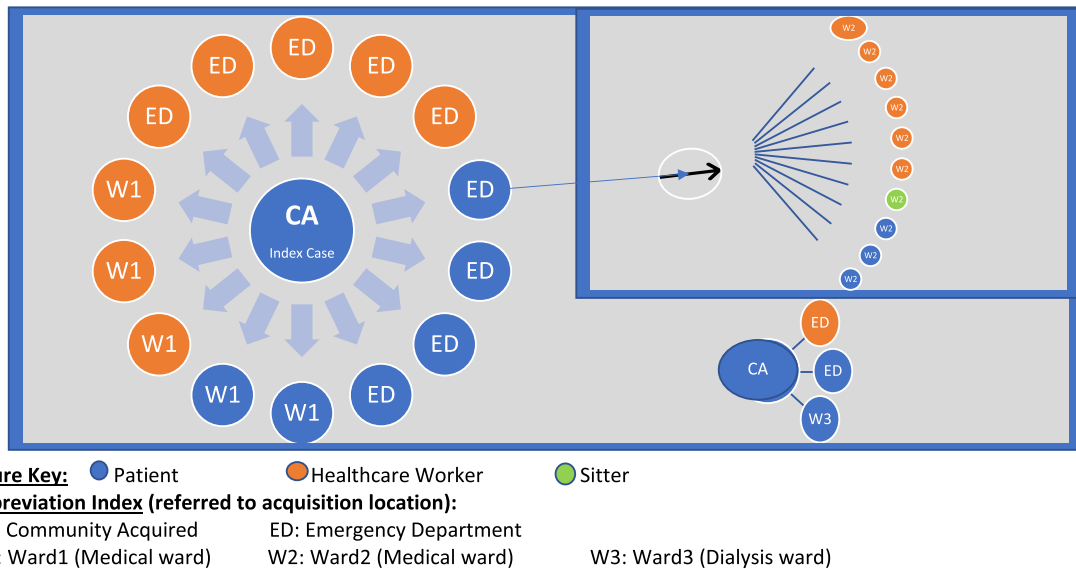 ED
ED
ED
ED
ED
W1
W1
W1
W1
W1
ED
ED
ED
ED
CA
Index Case
W2
W2
W2
W2
W2
W2
W2
W2
W2
W2
CA
ED
ED
W3
ure Key: Patient Healthcare Worker Sitter
breviation Index (referred to acquisition location):
Community Acquired ED: Emergency Department
: Ward1 (Medical ward) W2: Ward2 (Medical ward) W3: Ward3 (Dialysis ward)